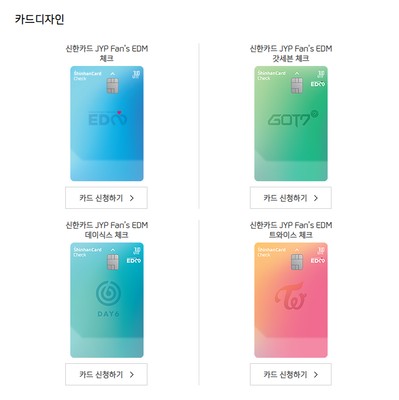 카드디자인
신한카드 JYP Fan's EDM
체크
신한카드 JYP Fan's EDM
갓세븐 체크
ShinhanCard
Check
EDM
ShinhanCard
Check
EDM
GOT7
카드 신청하기 >
카드 신청하기 >
신한카드 JYP Fan's EDM
데이식스 체크
신한카드 JYP Fan's EDM
트와이스 체크
ShinhanCard
Check
EDM
DAY6
ShinhanCard
Check
EDM
카드 신청하기 >
카드 신청하기 >